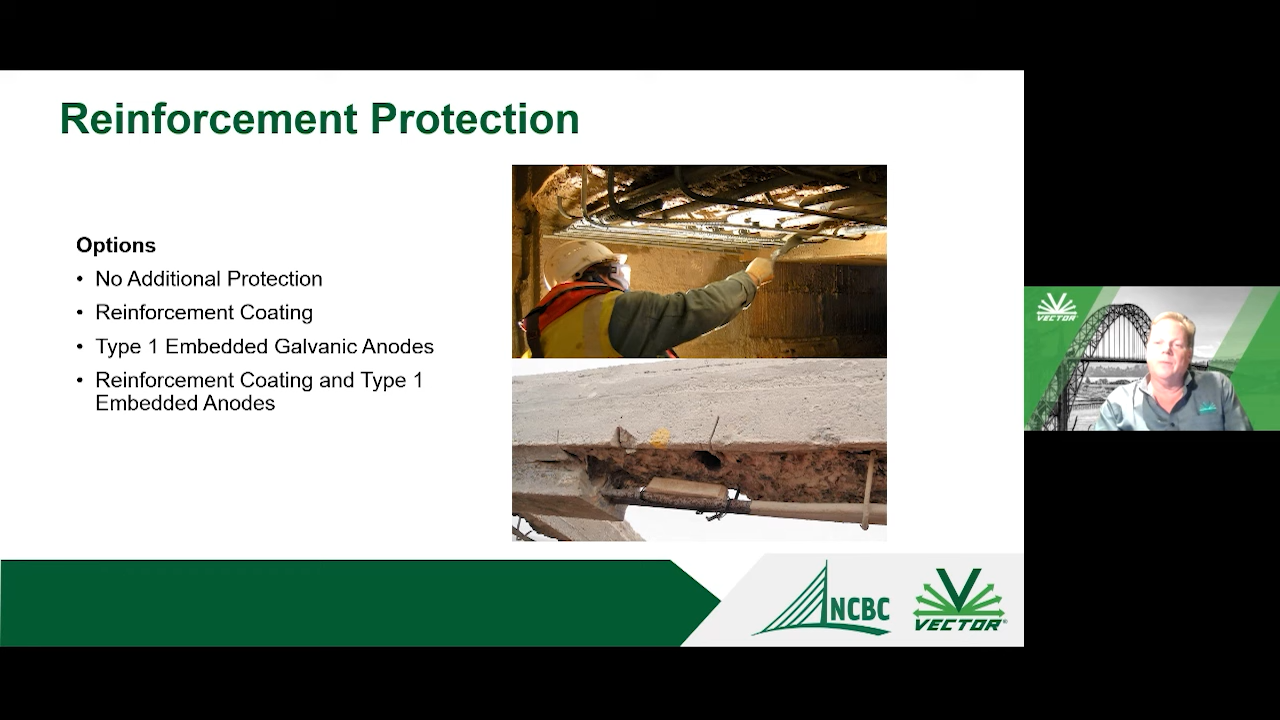 Reinforcement Protection
Options
• No Additional Protection
• Reinforcement Coating
• Type 1 Embedded Galvanic Anodes
• Reinforcement Coating and Type 1
Embedded Anodes
VECTOR
NCBC
VECTOR®